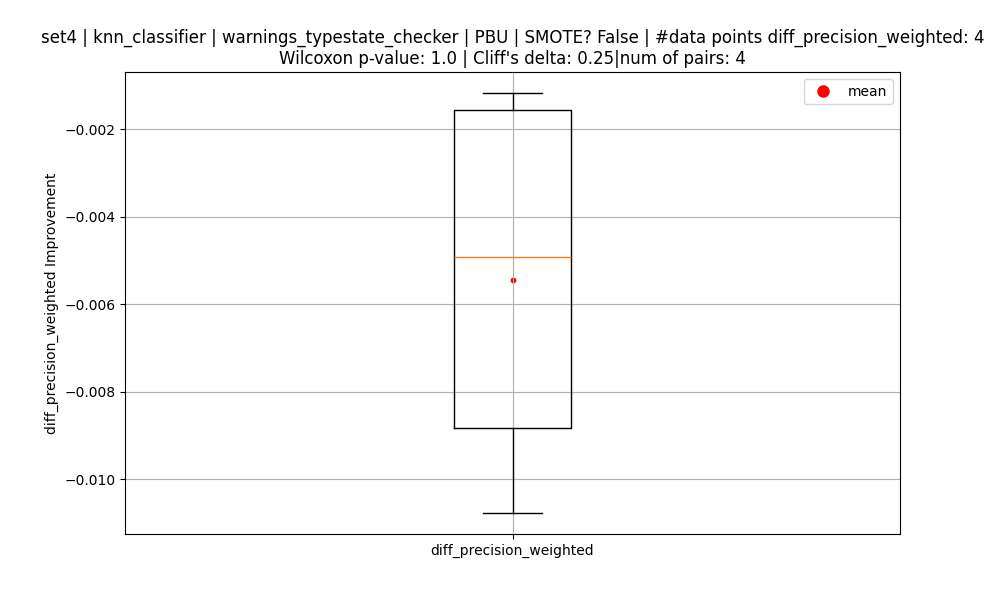 set4 | knn_classifier | warnings_typestate_checker | PBU | SMOTE? False | #data points diff_precision_weighted: 4
Wilcoxon p-value: 1.0 | Cliff's delta: 0.25|num of pairs: 4
mean
−0.002
−0.004
−0.006
−0.008
−0.010
diff_precision_weighted Improvement
diff_precision_weighted